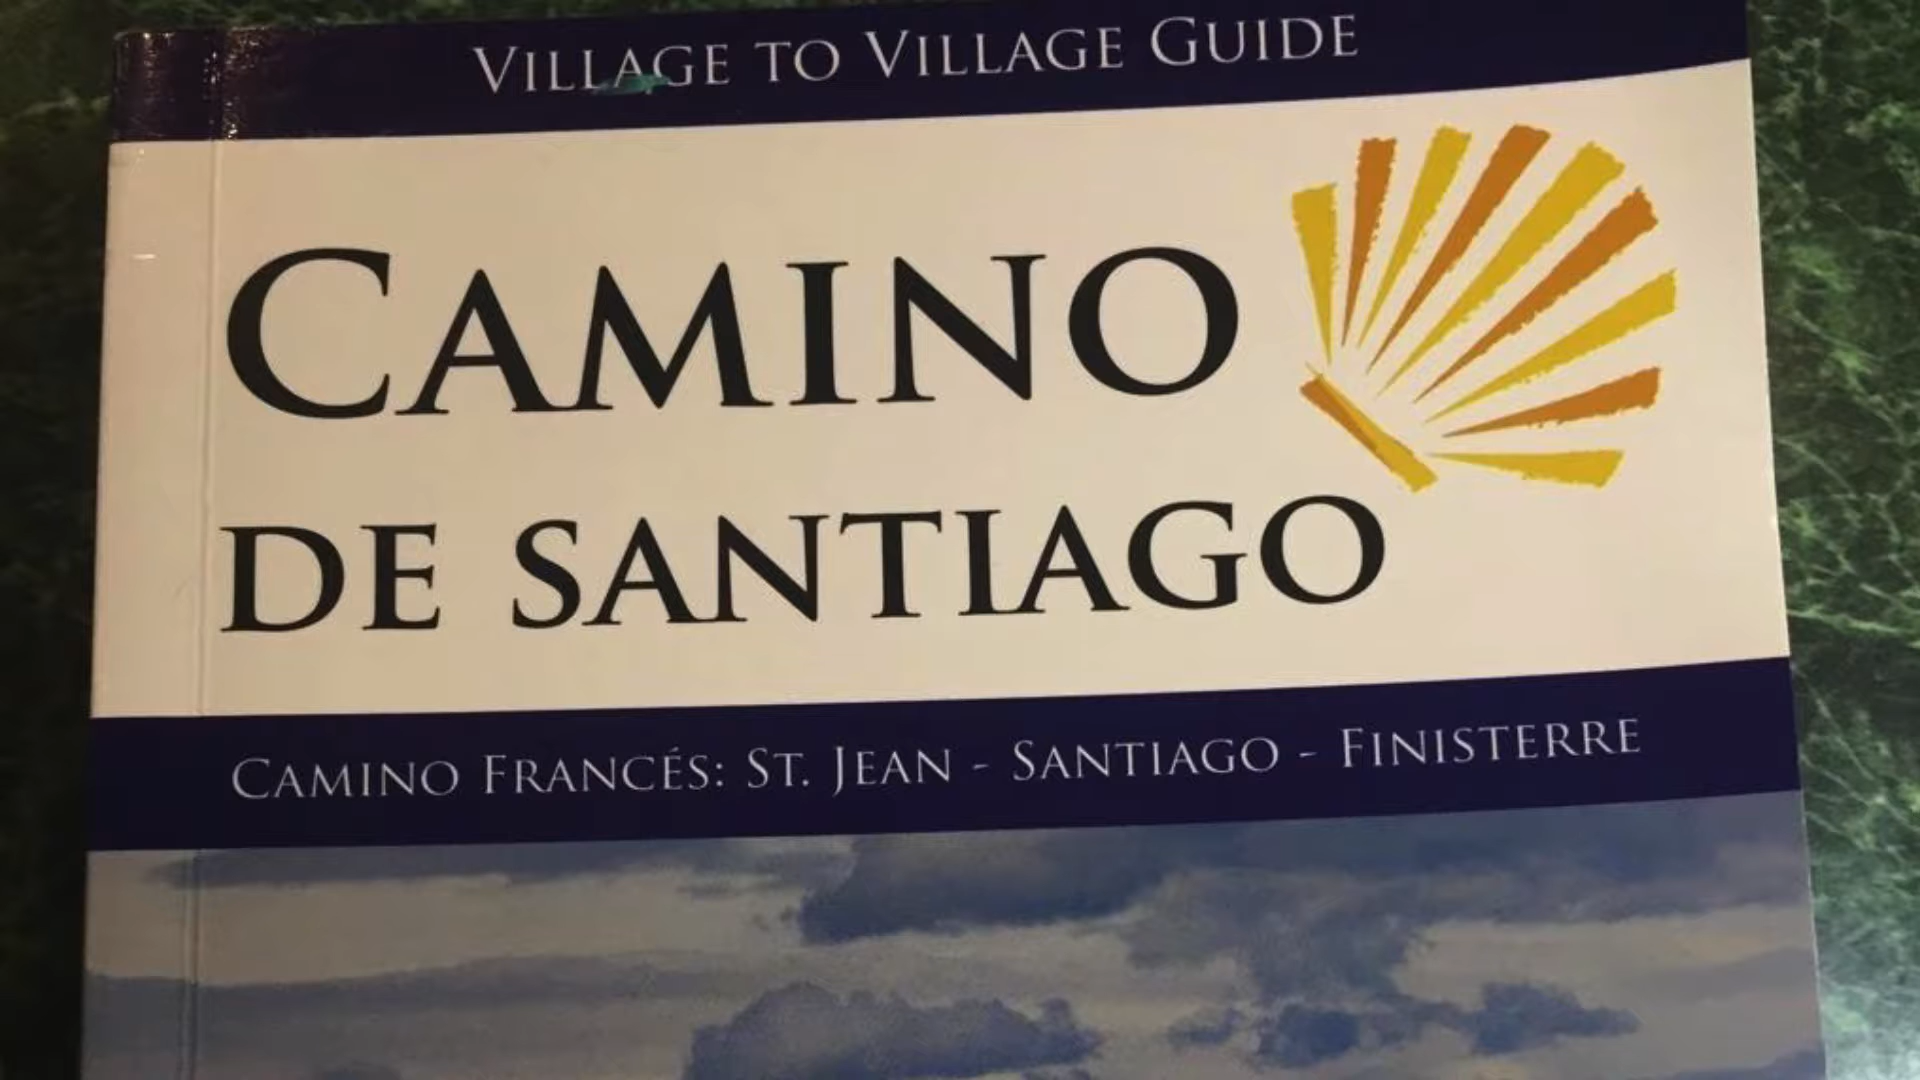 VILLAGE TO VILLAGE GUIDE
CAMINO
DE SANTIAGO
CAMINO FRANCÉS: ST. JEAN - SANTIAGO - FINISTERRE